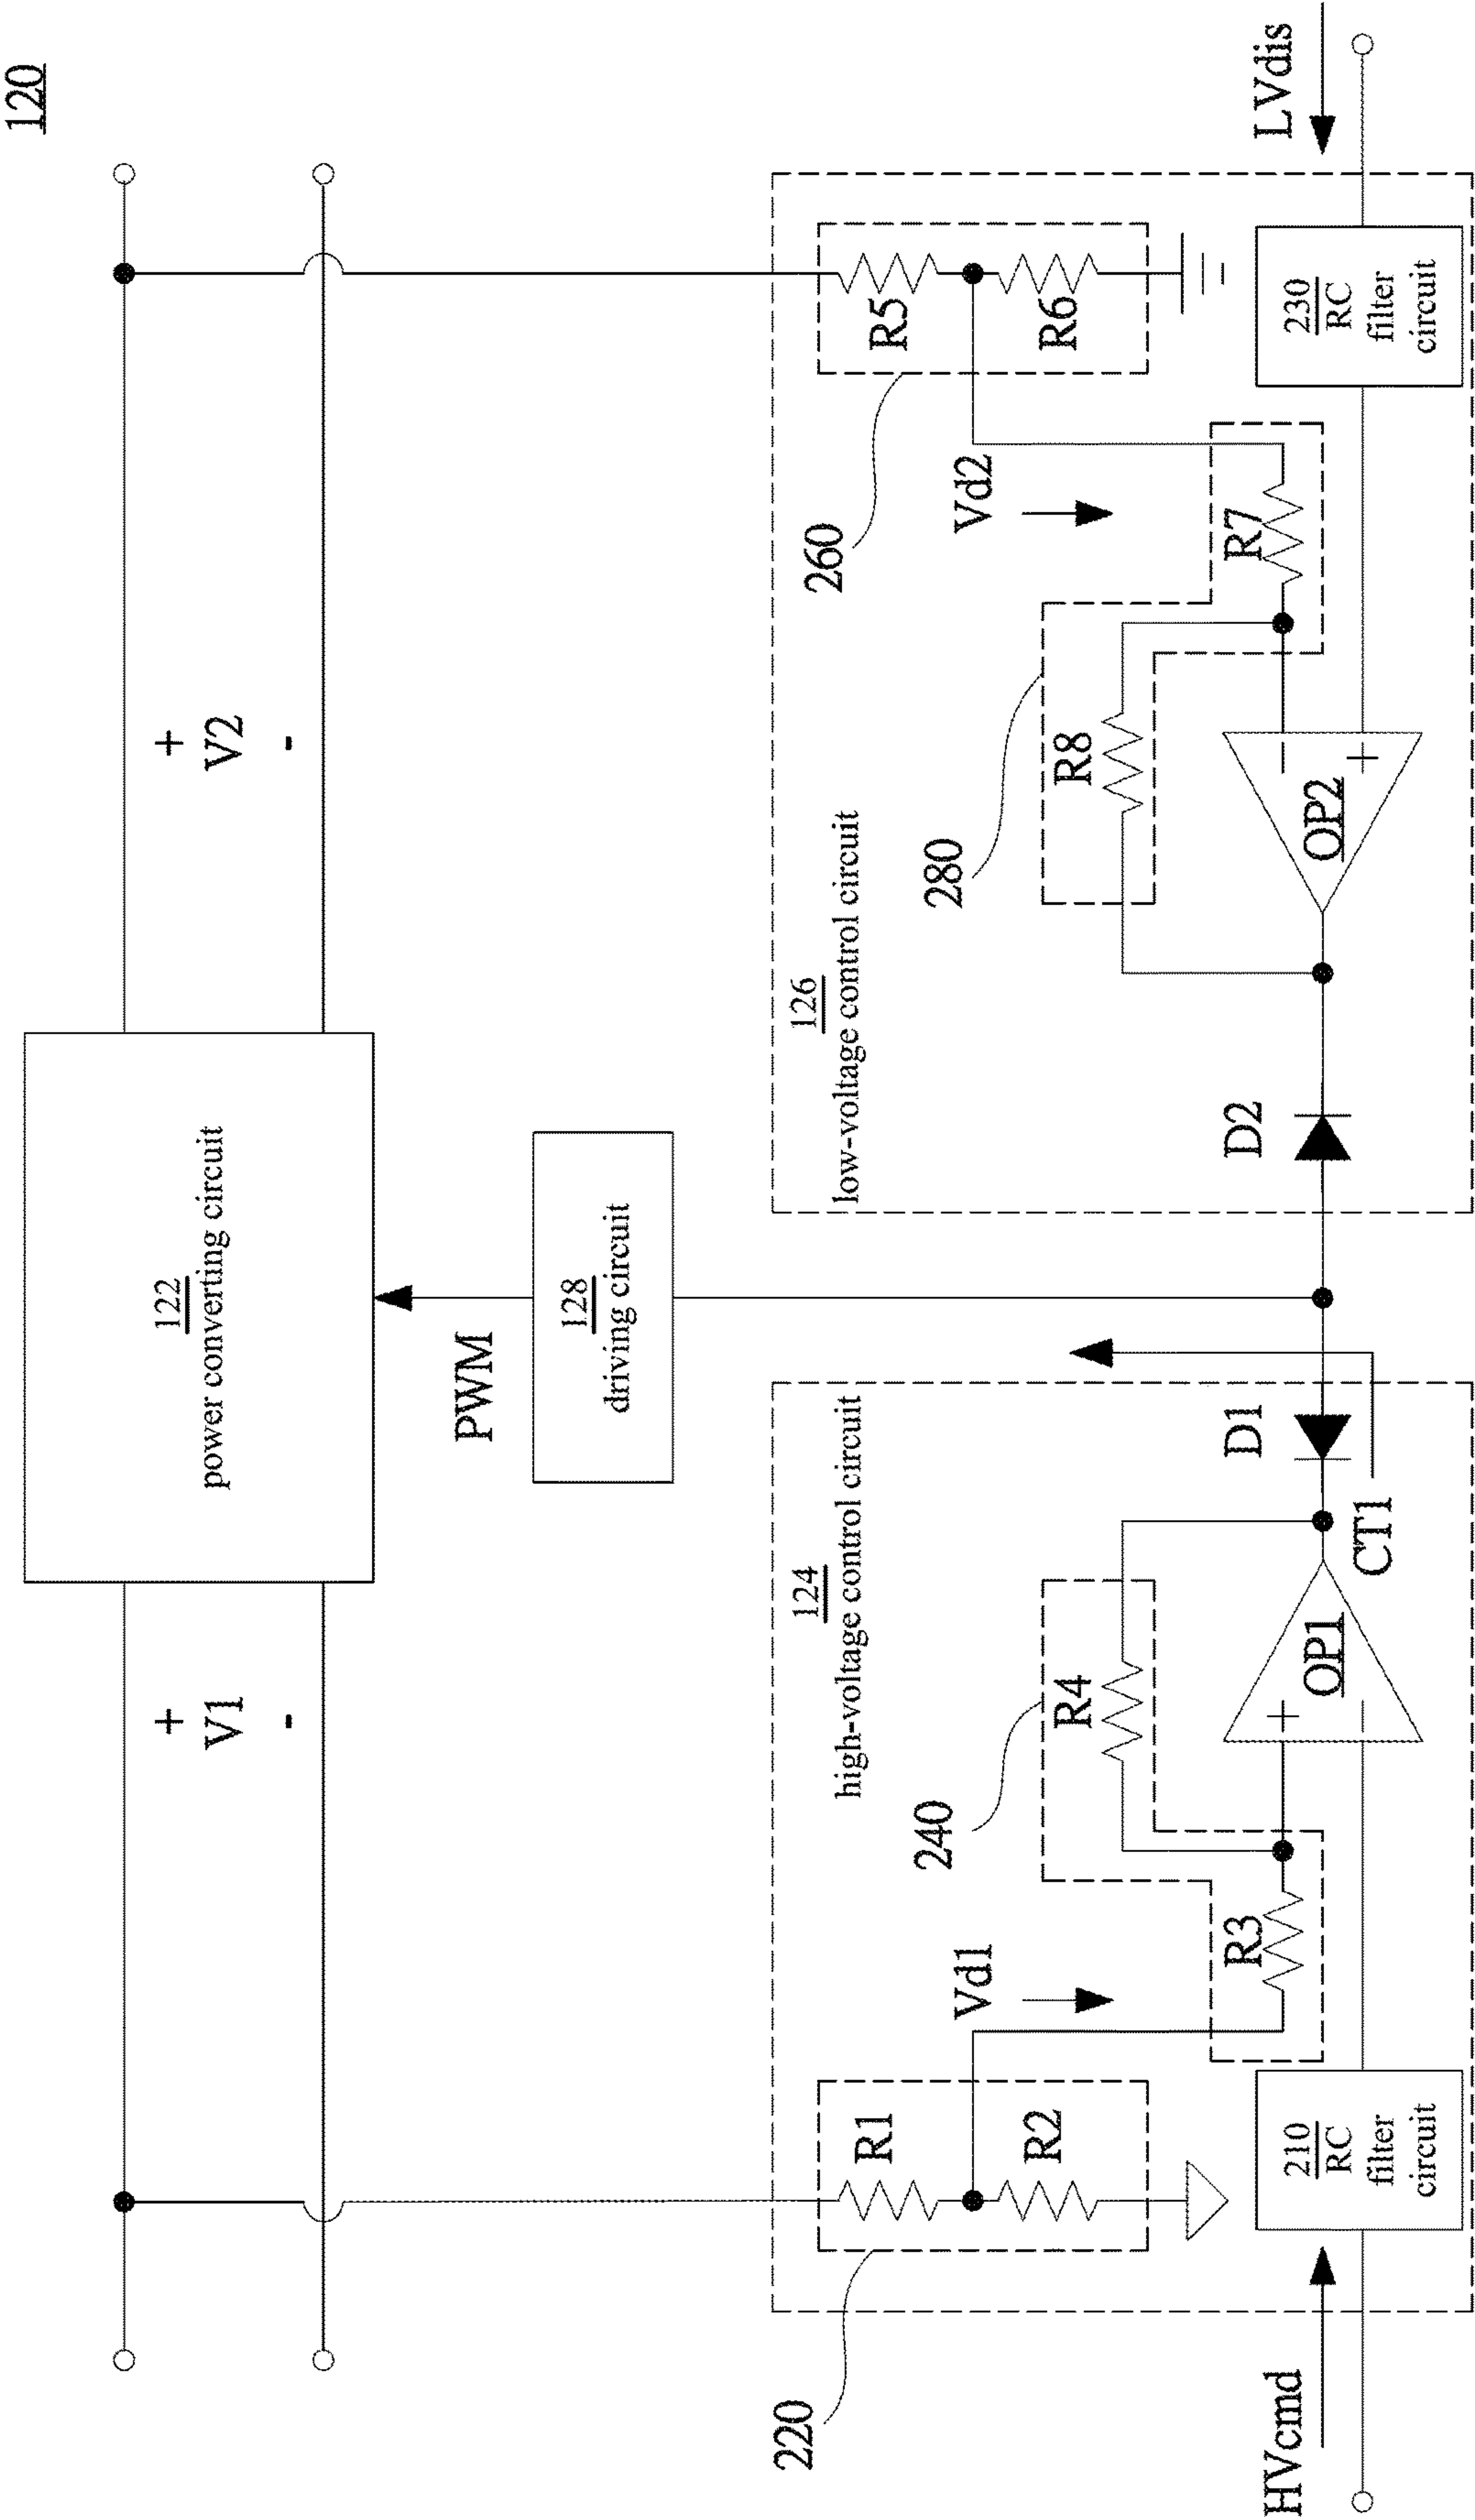 120
+
V1
-
122
power converting circuit
+
V2
-
PWM
128
driving circuit
124
high-voltage control circuit
220
R1
R2
Vd1
240
R3
R4
+
-
OP1
D1
CT1
HVcmd
210
RC
filter
circuit
126
low-voltage control circuit
D2
280
R8
OP2
-
+
Vd2
R7
260
R5
R6
230
RC
filter
circuit
LVdis